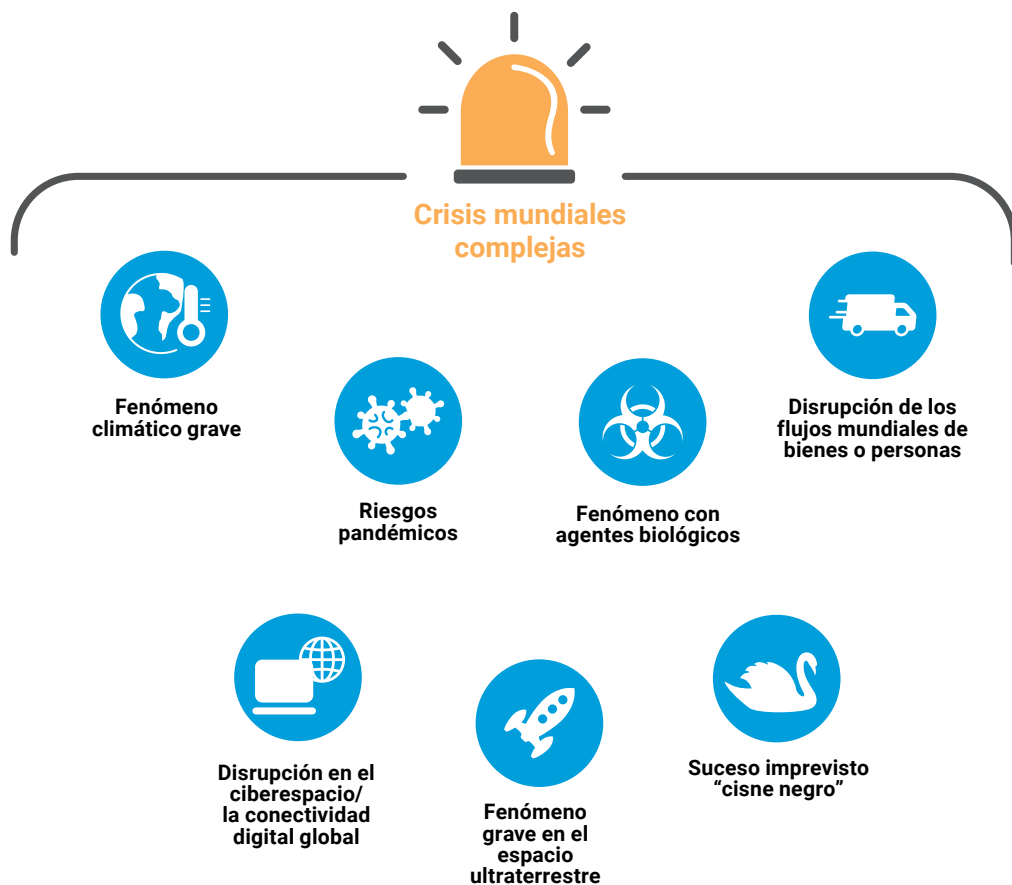 Crisis mundiales
complejas
Fenómeno
climático grave
Riesgos
pandémicos
Fenómeno con
agentes biológicos
Disrupción de los
flujos mundiales de
bienes o personas
Disrupción en el
ciberespacio/
la conectividad
digital global
Fenómeno
grave en el
espacio
ultraterrestre
Suceso imprevisto
“cisne negro”